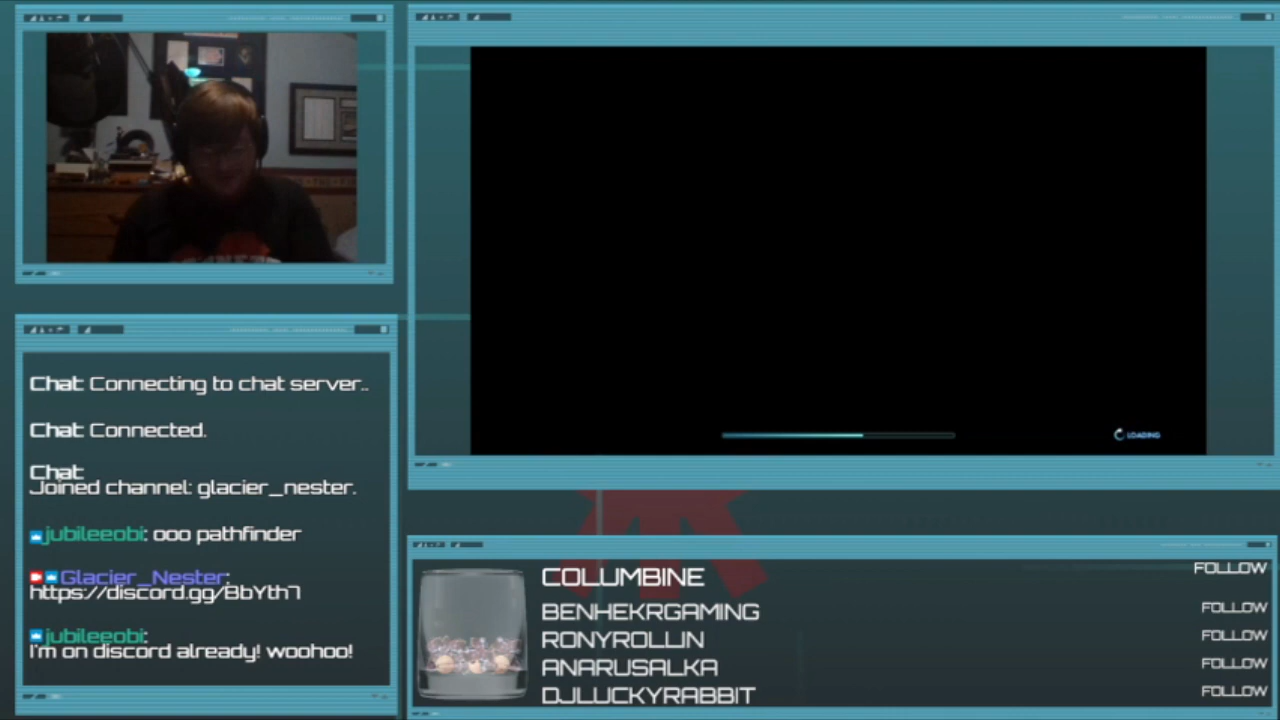 Chat: Connecting to chat server..
Chat: Connected.
Chat:
Joined channel: glacier_nester.
jubileeobi: ooo pathfinder
Glacier_Nester:
https://discord.gg/BbYth7
jubileeobi:
I'm on discord already! woohoo!
LOADING
COLUMBINE FOLLOW
BENHEKRGAMING FOLLOW
RONYROLLIN FOLLOW
ANARUSALKA FOLLOW
DJLUCKYRABBIT FOLLOW